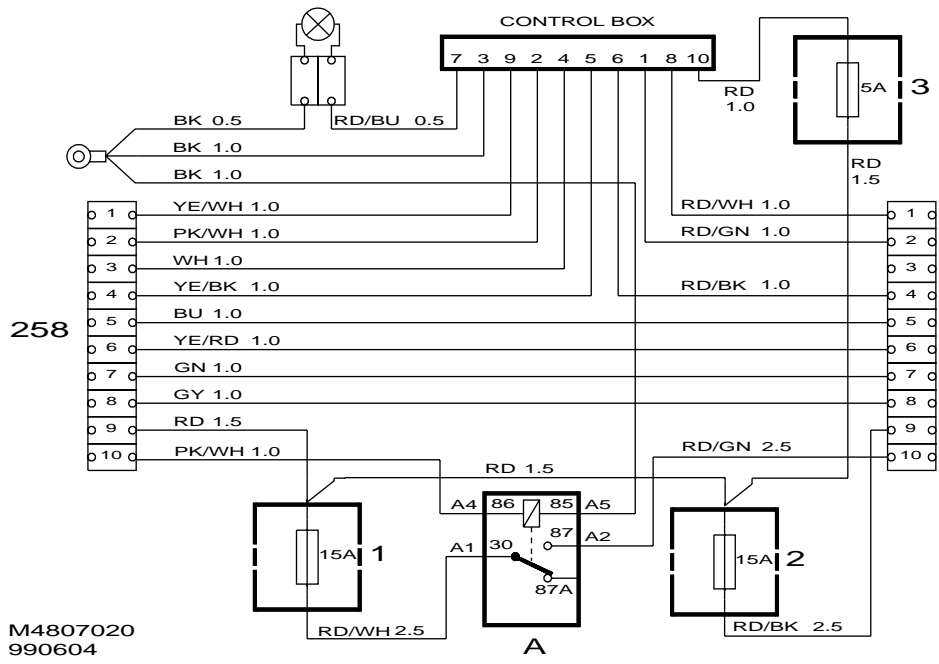 CONTROL BOX
7 3 9 2 4 5 6 1 8 10
RD
1.0
5A
3
BK 0.5
RD/BU 0.5
BK 1.0
BK 1.0
RD
1.5
1 YE/WH 1.0
RD/WH 1.0 1
2 PK/WH 1.0
RD/GN 1.0 2
3 WH 1.0
3
4 YE/BK 1.0
RD/BK 1.0 4
258
5 BU 1.0
5
6 YE/RD 1.0
6
7 GN 1.0
7
8 GY 1.0
8
9 RD 1.5
9
10 PK/WH 1.0
RD/GN 2.5
10
RD 1.5
A4 86 85 A5
87 A2
A1 30
87A
15A 1
15A 2
RD/WH 2.5
RD/BK 2.5
A
M4807020
990604